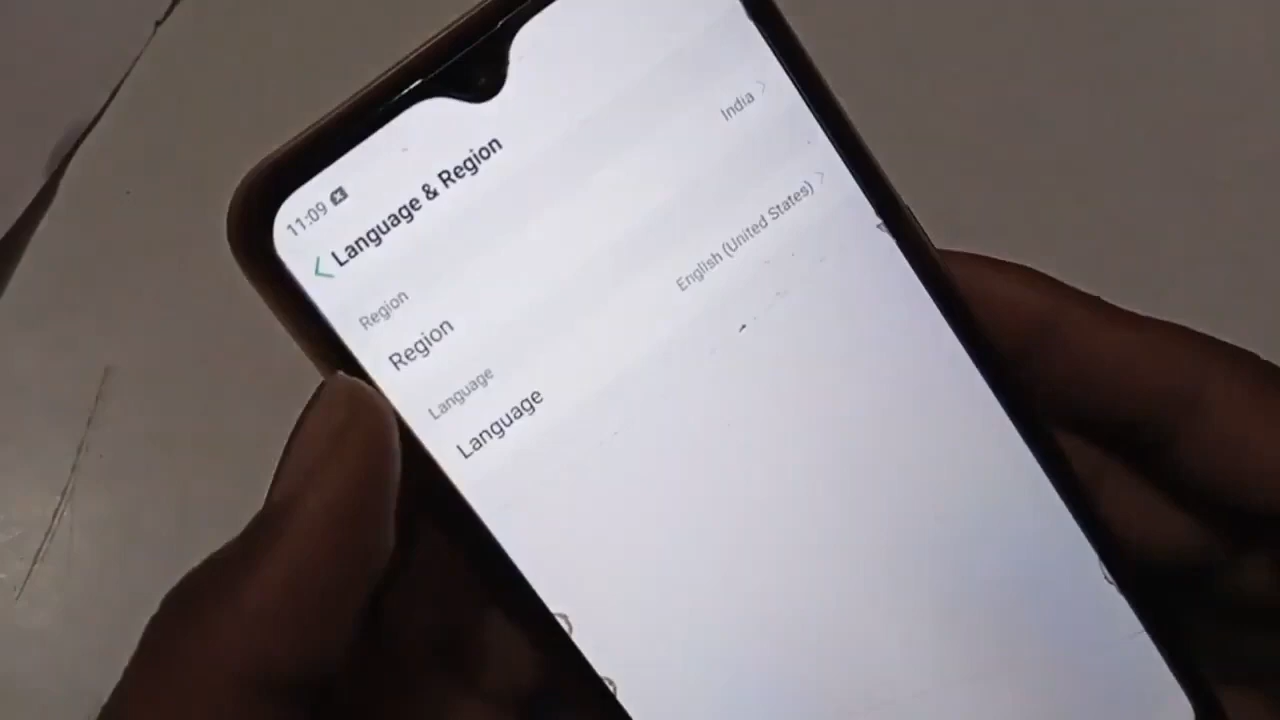 11:09
Language & Region
Region
Region India
Language
Language English (United States)